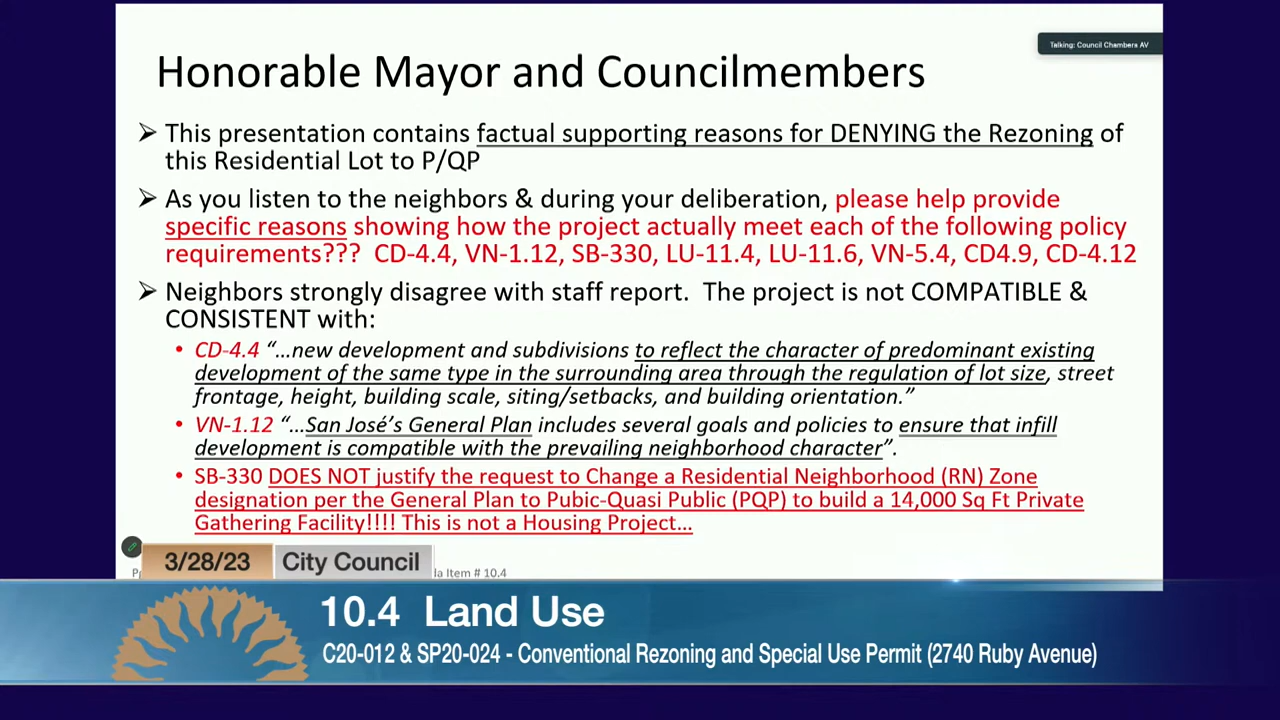 Talking: Council Chambers AV
Honorable Mayor and Councilmembers
➢ This presentation contains factual supporting reasons for DENYING the Rezoning of
this Residential Lot to P/QP
➢ As you listen to the neighbors & during your deliberation, please help provide
specific reasons showing how the project actually meet each of the following policy
requirements??? CD-4.4, VN-1.12, SB-330, LU-11.4, LU-11.6, VN-5.4, CD4.9, CD-4.12
➢ Neighbors strongly disagree with staff report. The project is not COMPATIBLE &
CONSISTENT with:
• CD-4.4 “…new development and subdivisions to reflect the character of predominant existing
development of the same type in the surrounding area through the regulation of lot size, street
frontage, height, building scale, siting/setbacks, and building orientation.”
• VN-1.12 “…San José’s General Plan includes several goals and policies to ensure that infill
development is compatible with the prevailing neighborhood character”.
• SB-330 DOES NOT justify the request to Change a Residential Neighborhood (RN) Zone
designation per the General Plan to Pubic-Quasi Public (PQP) to build a 14,000 Sq Ft Private
Gathering Facility!!!! This is not a Housing Project…
3/28/23 City Council
Item # 10.4
10.4 Land Use
C20-012 & SP20-024 - Conventional Rezoning and Special Use Permit (2740 Ruby Avenue)